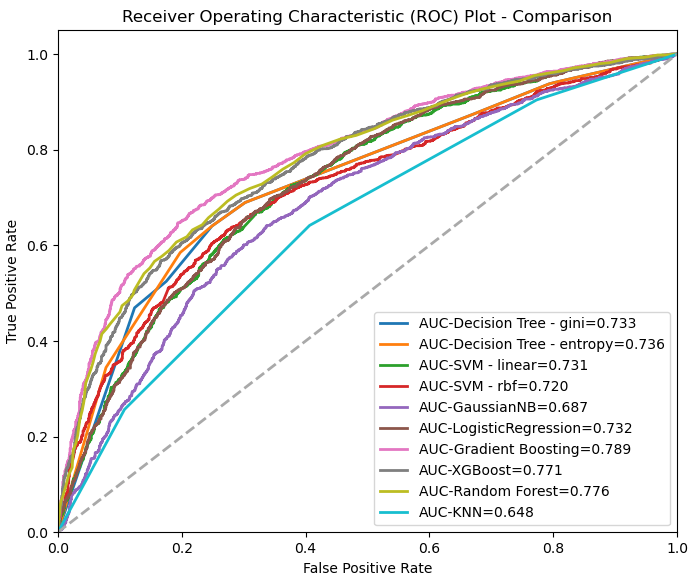 Receiver Operating Characteristic (ROC) Plot - Comparison
True Positive Rate
1.0
0.8
0.6
0.4
0.2
0.0
AUC-Decision Tree - gini=0.733
AUC-Decision Tree - entropy=0.736
AUC-SVM - linear=0.731
AUC-SVM - rbf=0.720
AUC-GaussianNB=0.687
AUC-LogisticRegression=0.732
AUC-Gradient Boosting=0.789
AUC-XGBoost=0.771
AUC-Random Forest=0.776
AUC-KNN=0.648
0.0 0.2 0.4 0.6 0.8 1.0
False Positive Rate